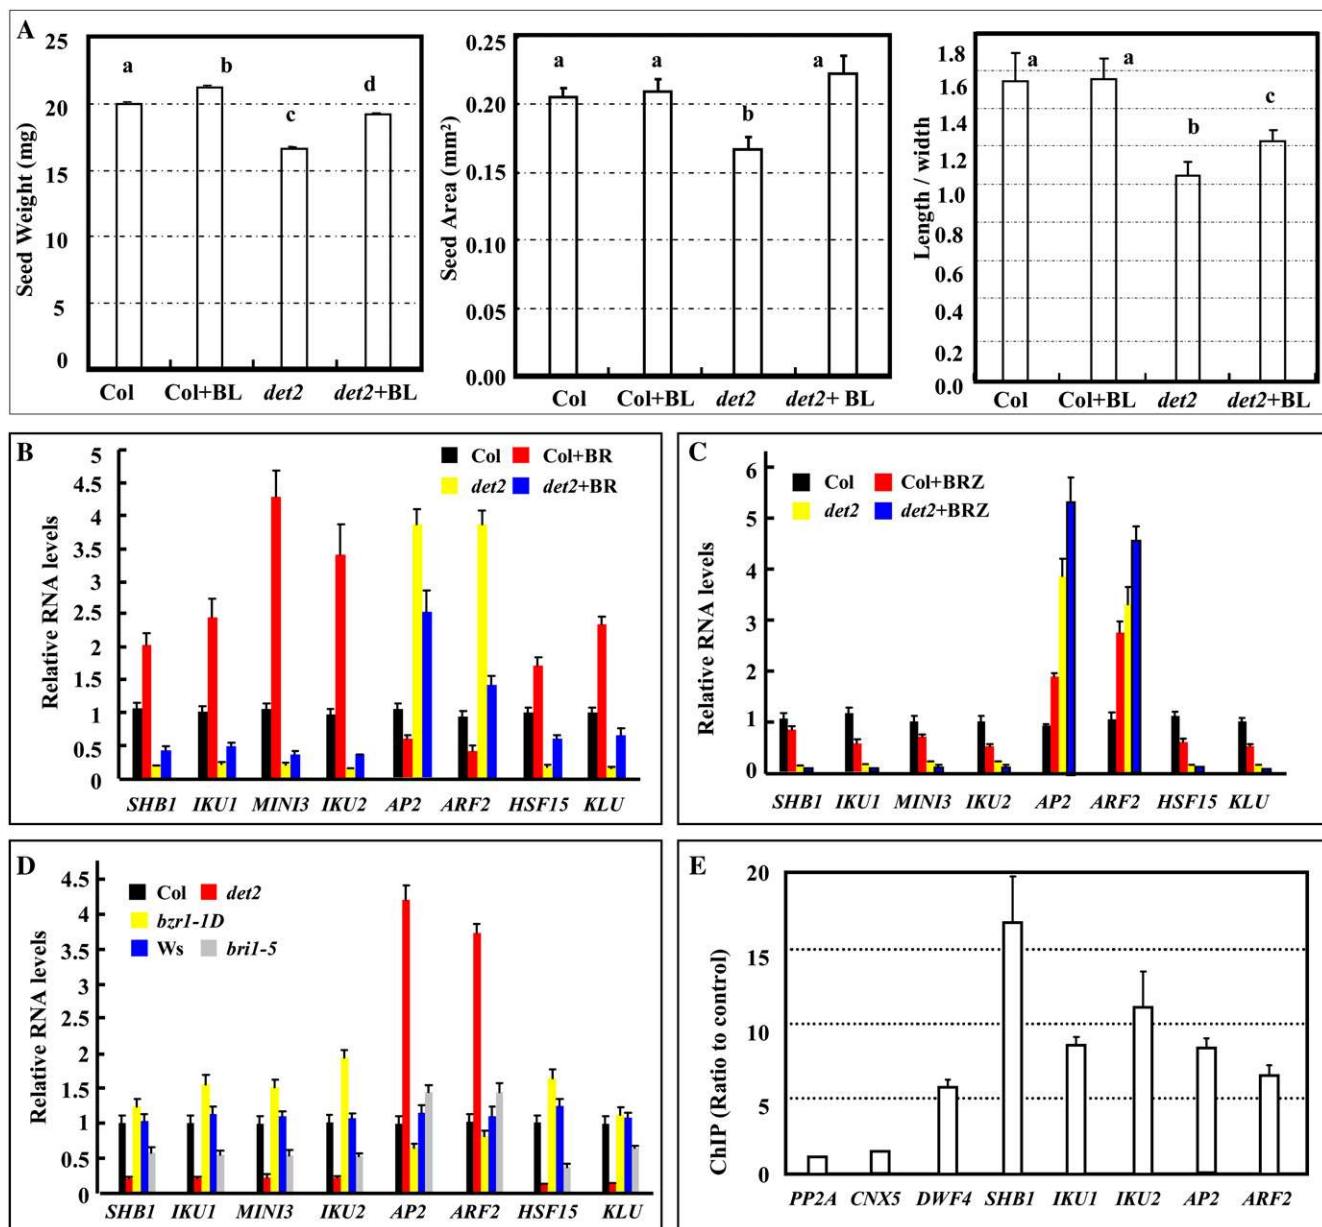 A
Seed Weight (mg)
25
20
15
10
5
0
a
b
c
d
Col
Col+BL
det2
det2+BL
Seed Area (mm²)
0.25
0.20
0.15
0.10
0.05
0.00
a
a
b
a
Col
Col+BL
det2
det2+ BL
Length / width
1.8
1.6
1.4
1.2
1.0
0.8
0.6
0.4
0.2
0.0
a
a
b
c
Col
Col+BL
det2
det2+BL
B
Relative RNA levels
5
4.5
4
3.5
3
2.5
2
1.5
1
0.5
0
Col
Col+BR
det2
det2+BR
SHB1 IKU1 MINI3 IKU2 AP2 ARF2 HSF15 KLU
C
Relative RNA levels
6
5
4
3
2
1
0
Col
Col+BRZ
det2
det2+BRZ
SHB1 IKU1 MINI3 IKU2 AP2 ARF2 HSF15 KLU
D
Relative RNA levels
4.5
4
3.5
3
2.5
2
1.5
1
0.5
0
Col
det2
bzr1-1D
Ws
bri1-5
SHB1 IKU1 MINI3 IKU2 AP2 ARF2 HSF15 KLU
E
ChIP (Ratio to control)
20
15
10
5
0
PP2A CNX5 DWF4 SHB1 IKU1 IKU2 AP2 ARF2